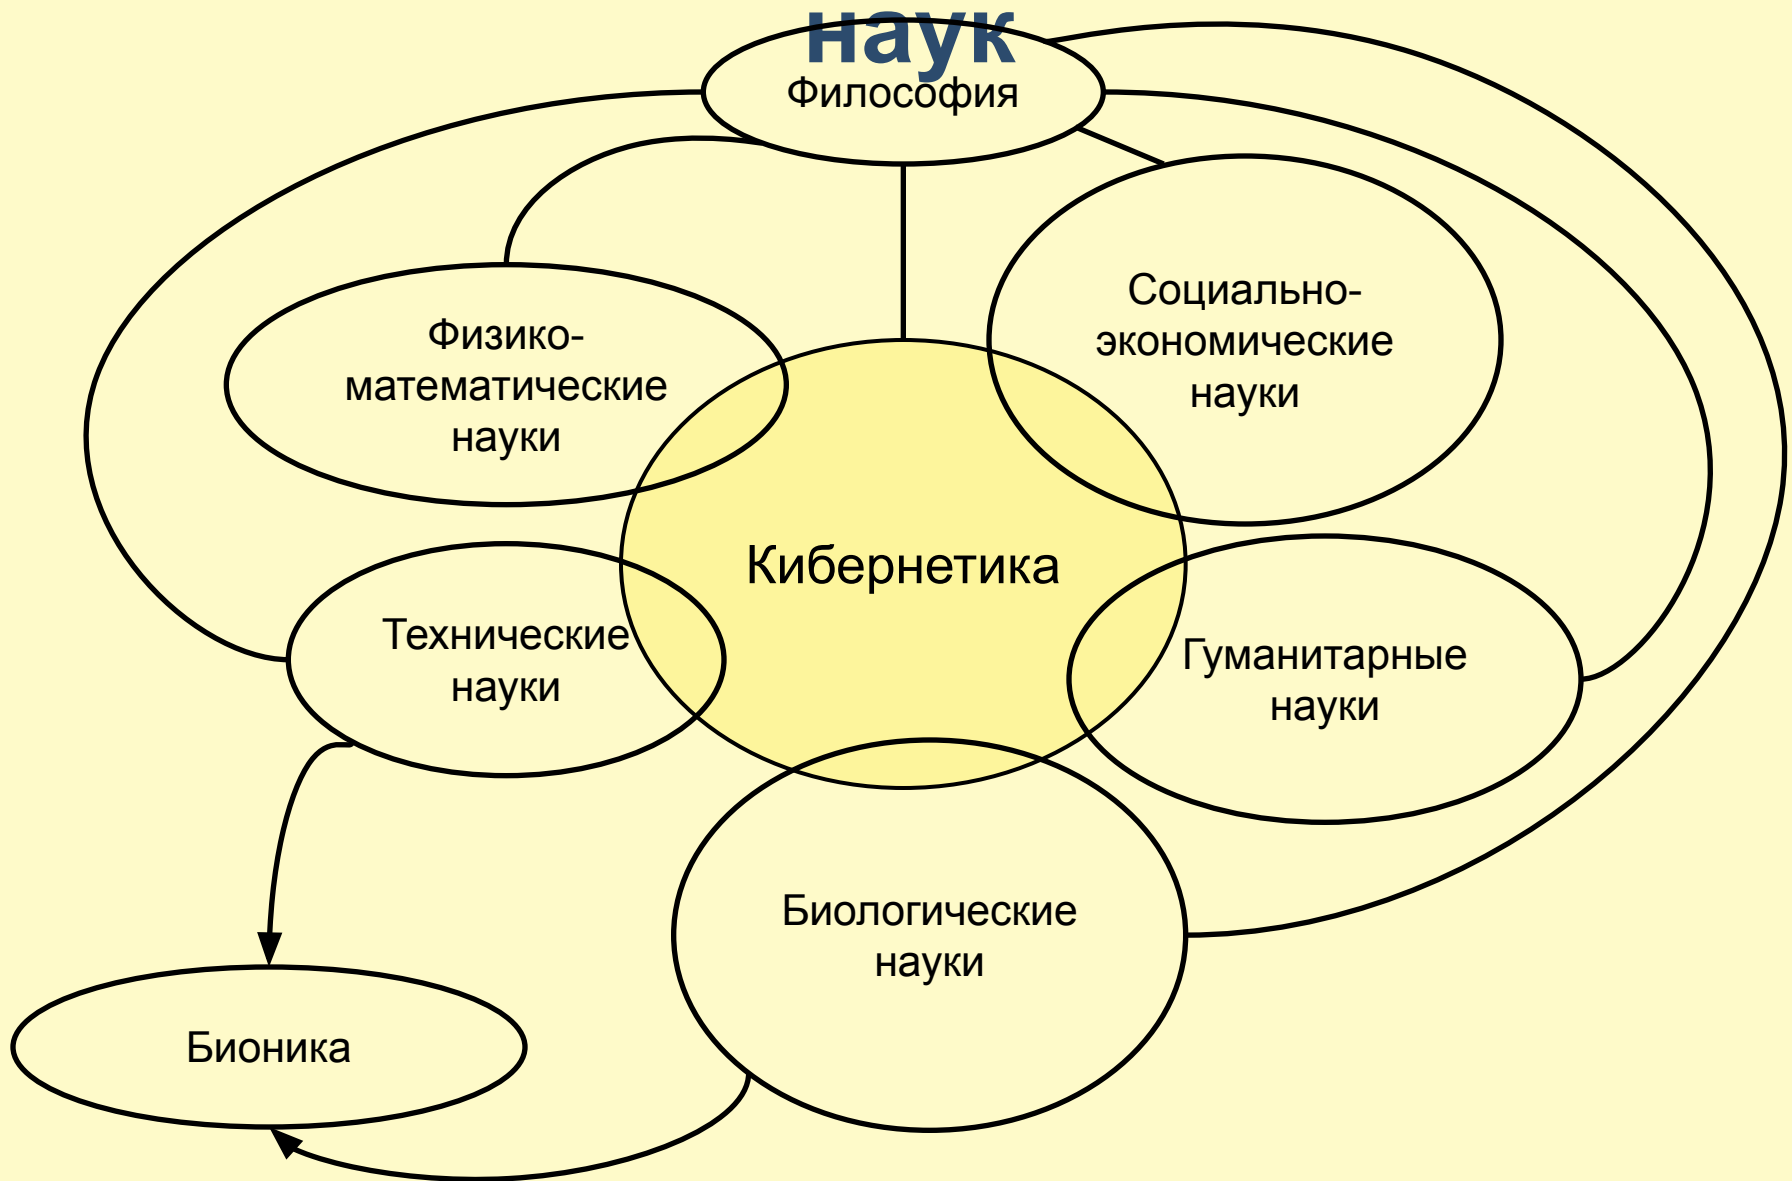 наук
Философия
Физико-
математические
науки
Социально-
экономические
науки
Кибернетика
Технические
науки
Гуманитарные
науки
Биологические
науки
Бионика